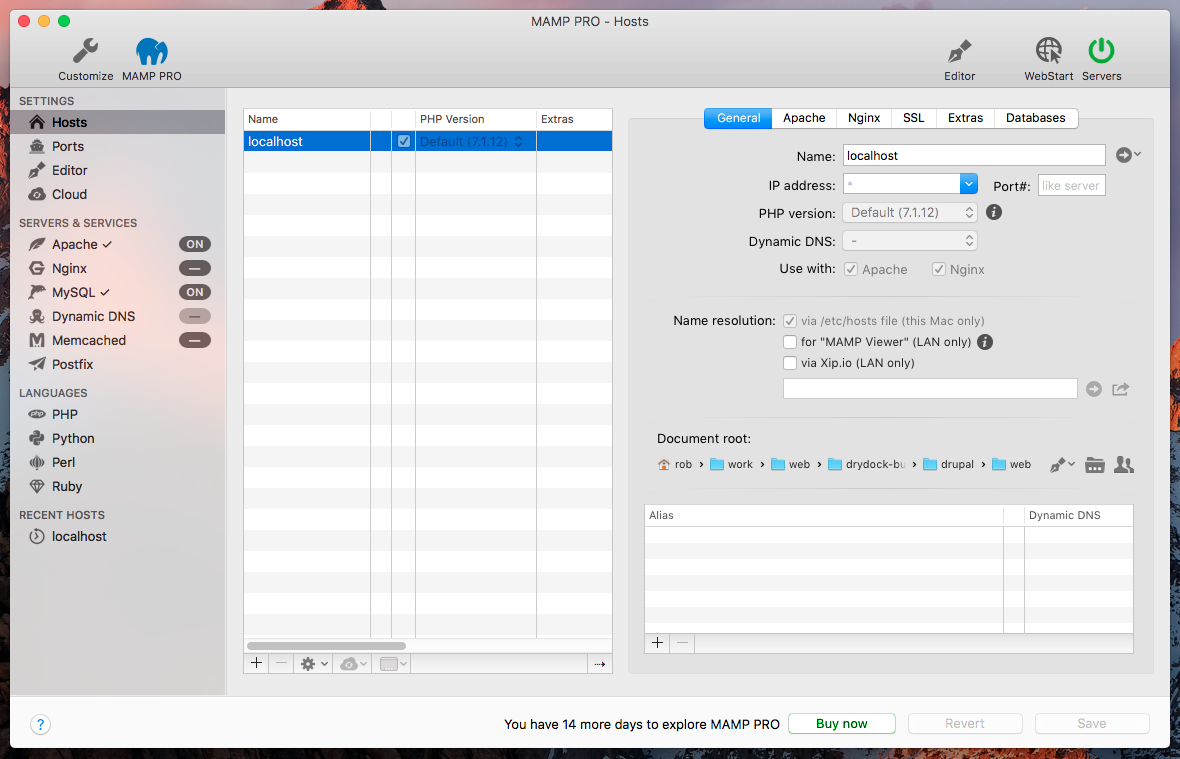 MAMP PRO - Hosts
Customize
MAMP PRO
Editor
WebStart
Servers
SETTINGS
Hosts
Ports
Editor
Cloud
SERVERS & SERVICES
Apache ✓ ON
Nginx —
MySQL ✓ ON
Dynamic DNS —
Memcached —
Postfix
LANGUAGES
php PHP
Python
Perl
Ruby
RECENT HOSTS
localhost
Name PHP Version Extras
localhost Default (7.1.12)
General Apache Nginx SSL Extras Databases
Name: localhost
IP address: * Port#: like server
PHP version: Default (7.1.12)
Dynamic DNS: -
Use with: Apache Nginx
Name resolution: via /etc/hosts file (this Mac only)
for "MAMP Viewer" (LAN only)
via Xip.io (LAN only)
Document root:
rob › work › web › drydock-bu › drupal › web
Alias Dynamic DNS
? You have 14 more days to explore MAMP PRO Buy now Revert Save